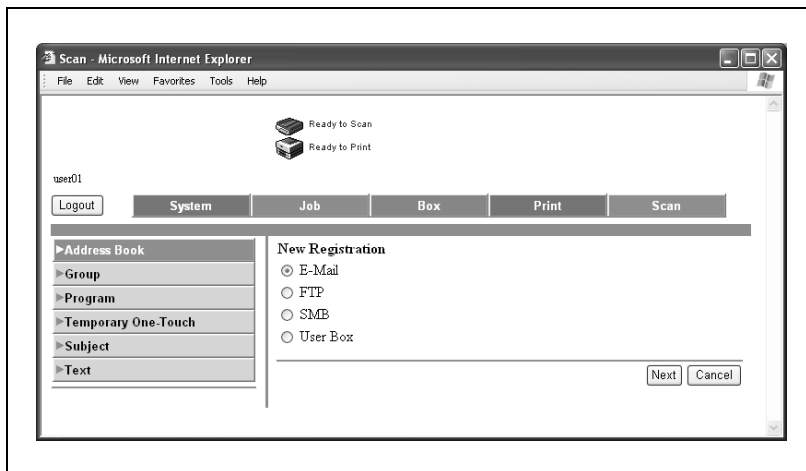 Scan - Microsoft Internet Explorer
File Edit View Favorites Tools Help
Ready to Scan
Ready to Print
user01
Logout System Job Box Print Scan
Address Book
Group
Program
Temporary One-Touch
Subject
Text
New Registration
E-Mail
FTP
SMB
User Box
Next Cancel